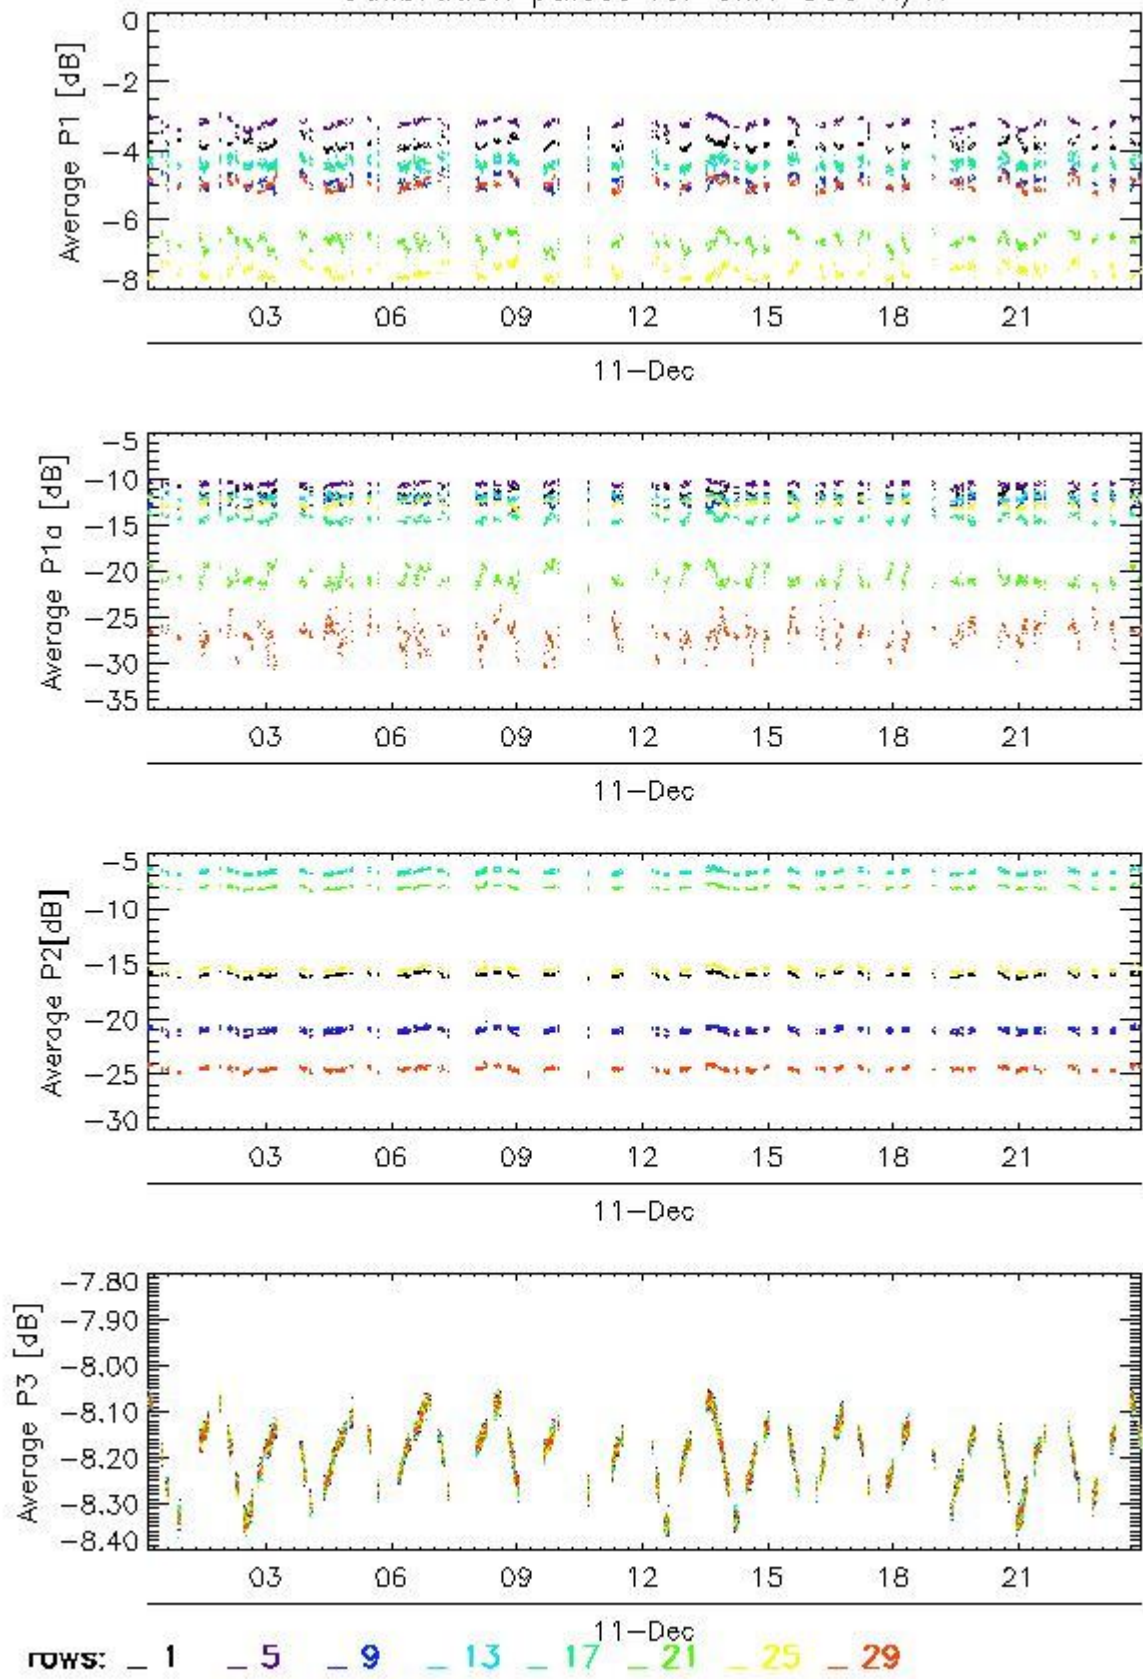 0
−2
−4
−6
−8
Average P1 [dB]
03 06 09 12 15 18 21
11−Dec
−5
−10
−15
−20
−25
−30
−35
Average P1a [dB]
03 06 09 12 15 18 21
11−Dec
−5
−10
−15
−20
−25
−30
Average P2[dB]
03 06 09 12 15 18 21
11−Dec
−7.80
−7.90
−8.00
−8.10
−8.20
−8.30
−8.40
Average P3 [dB]
03 06 09 12 15 18 21
11−Dec
rows: _ 1 _ 5 _ 9 _ 13 _ 17 _ 21 _ 25 _ 29